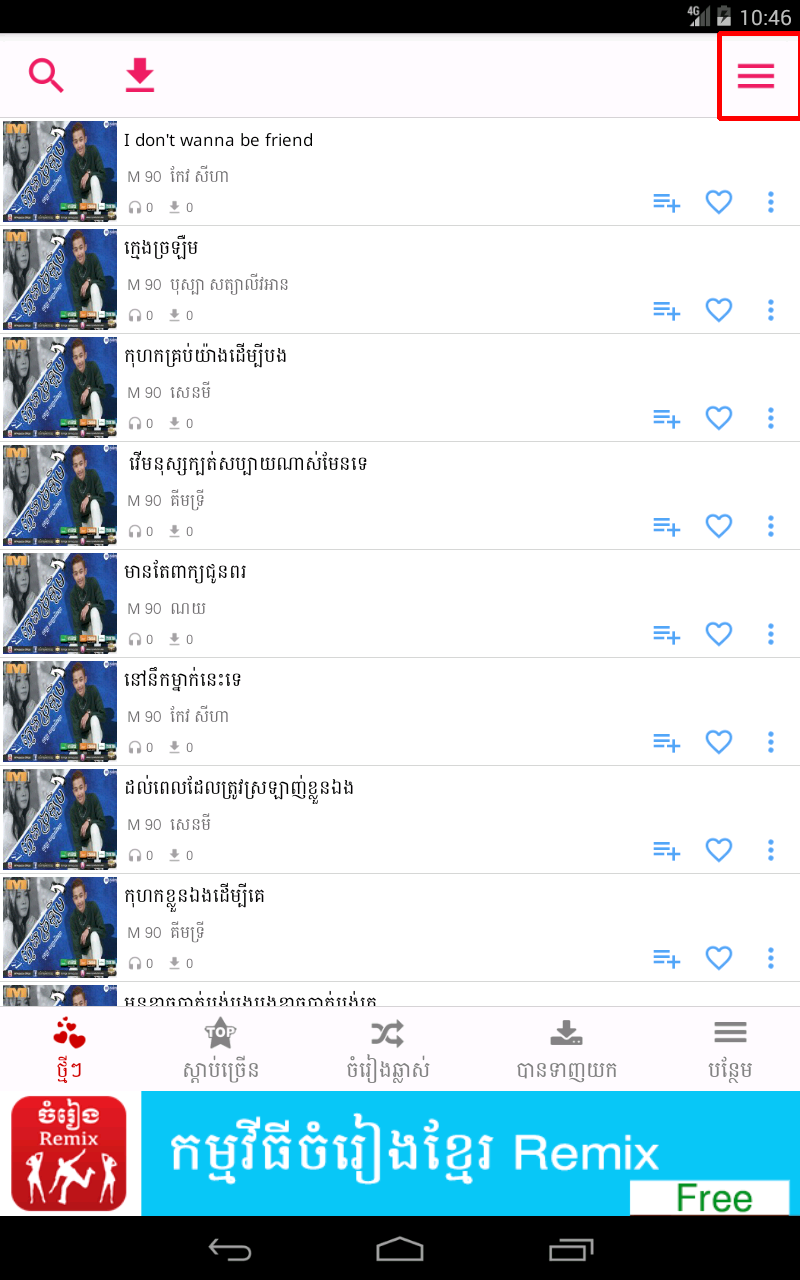 10:46
I don't wanna be friend
M 90 កែវ សីហា
0 0
ក្មេងច្រឡឺម
M 90 បុស្បា សត្យាលីវអាន
0 0
កុហកគ្រប់យ៉ាងដើម្បីបង
M 90 សេនមី
0 0
រើមនុស្សក្បត់សប្បាយណាស់មែនទេ
M 90 គីមទ្រី
0 0
មានតែពាក្យជូនពរ
M 90 ណយ
0 0
នៅនឹកម្នាក់នេះទេ
M 90 កែវ សីហា
0 0
ដល់ពេលដែលត្រូវស្រឡាញ់ខ្លួនឯង
M 90 សេនមី
0 0
កុហកខ្លួនឯងដើម្បីគេ
M 90 គីមទ្រី
0 0
ថ្មីៗ
TOP
ស្តាប់ច្រើន
ចំរៀងឆ្លាស់
បានទាញយក
បន្ថែម
ចំរៀង
Remix
កម្មវីធីចំរៀងខ្មែរ Remix
Free